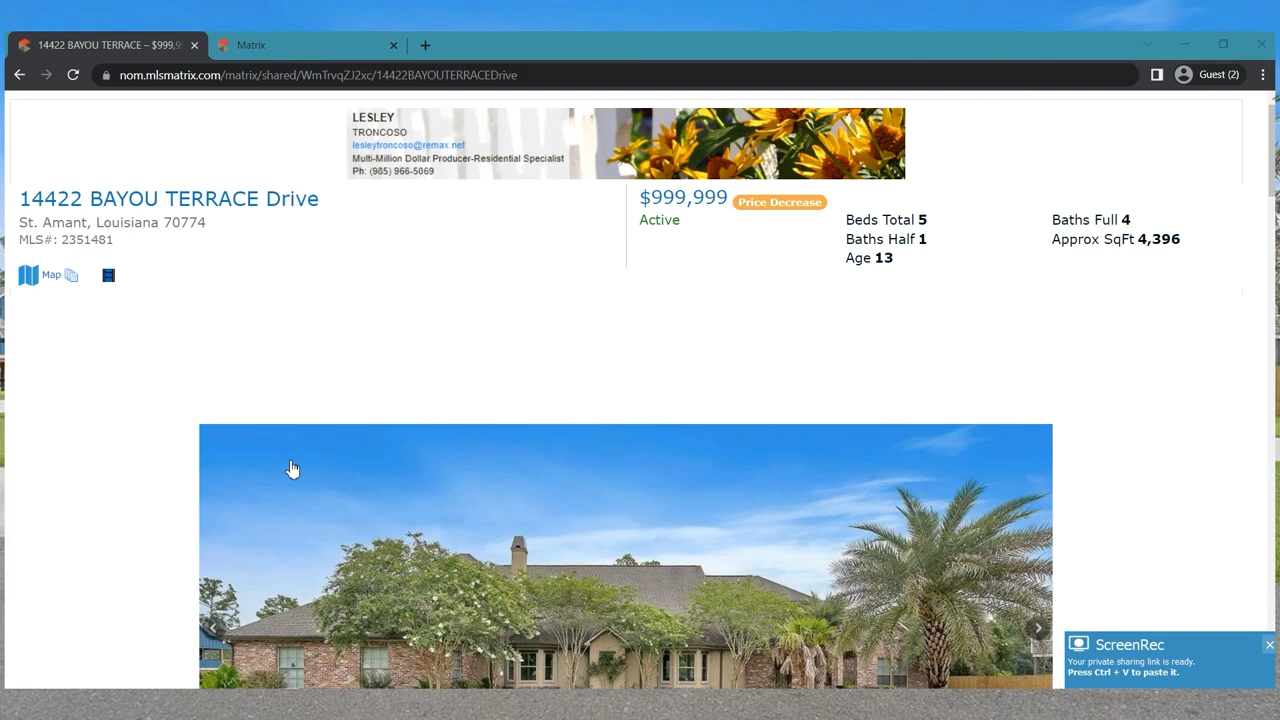 14422 BAYOU TERRACE – $999,9
Matrix
nom.mlsmatrix.com/matrix/shared/WmTrvqZJ2xc/14422BAYOUTERRACEDrive
Guest (2)
LESLEY
TRONCOSO
lesleytroncoso@remax.net
Multi-Million Dollar Producer-Residential Specialist
Ph: (985) 966-5069
14422 BAYOU TERRACE Drive
St. Amant, Louisiana 70774
MLS#: 2351481
Map
$999,999 Price Decrease
Active
Beds Total 5
Baths Full 4
Baths Half 1
Approx SqFt 4,396
Age 13
ScreenRec
Your private sharing link is ready.
Press Ctrl + V to paste it.